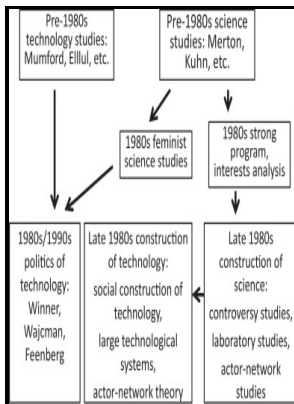 Pre-1980s
technology studies:
Mumford, Elllul, etc.
Pre-1980s science
studies: Merton,
Kuhn, etc.
1980s feminist
science studies
1980s strong
program,
interests analysis
1980s/1990s
politics of
technology:
Winner,
Wajcman,
Feenberg
Late 1980s construction
of technology:
social construction of
technology,
large technological
systems,
actor-network theory
Late 1980s
construction of
science:
controversy studies,
laboratory studies,
actor-network
studies